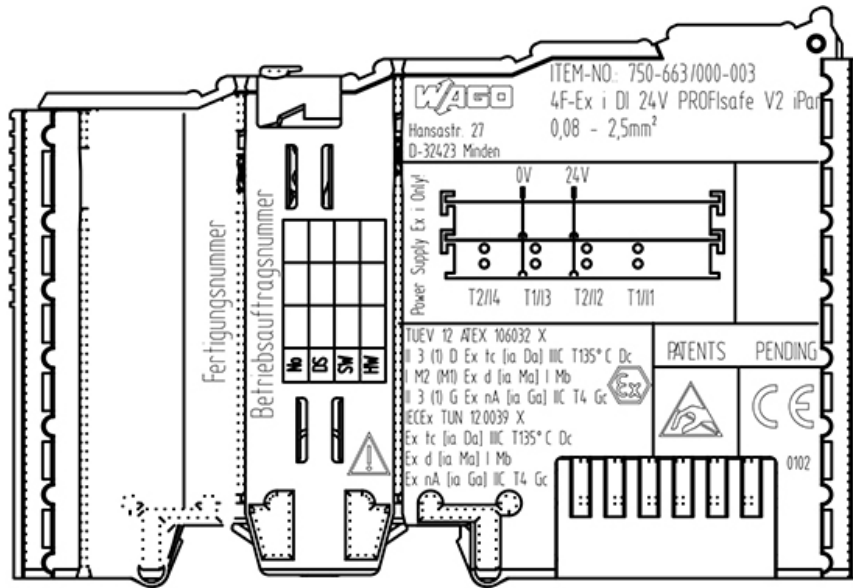 WAGO
Hansastr. 27
D-32423 Minden
ITEM-NO.: 750-663/000-003
4F-Ex i DI 24V PROFIsafe V2 iPar
0,08 - 2,5mm²
Power Supply Ex i Only!
0V 24V
T2/I4 T1/I3 T2/I2 T1/I1
Fertigungsnummer
Betriebsauftragsnummer
No
DS
SW
HW
TUEV 12 ATEX 106032 X
II 3 (1) D Ex tc [ia Da] IIIC T135°C Dc
I M2 (M1) Ex d [ia Ma] I Mb
II 3 (1) G Ex nA [ia Ga] IIC T4 Gc
IECEx TUN 12.0039 X
Ex tc [ia Da] IIIC T135°C Dc
Ex d [ia Ma] I Mb
Ex nA [ia Ga] IIC T4 Gc
Ex
PATENTS PENDING
CE
0102